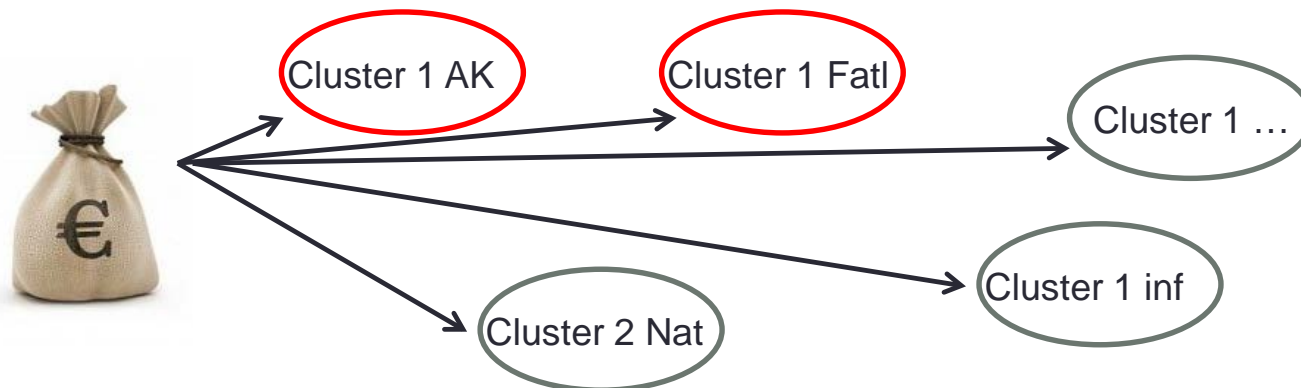 Cluster 1 AK
Cluster 1 Fatl
Cluster 1 …
€
Cluster 1 inf
Cluster 2 Nat